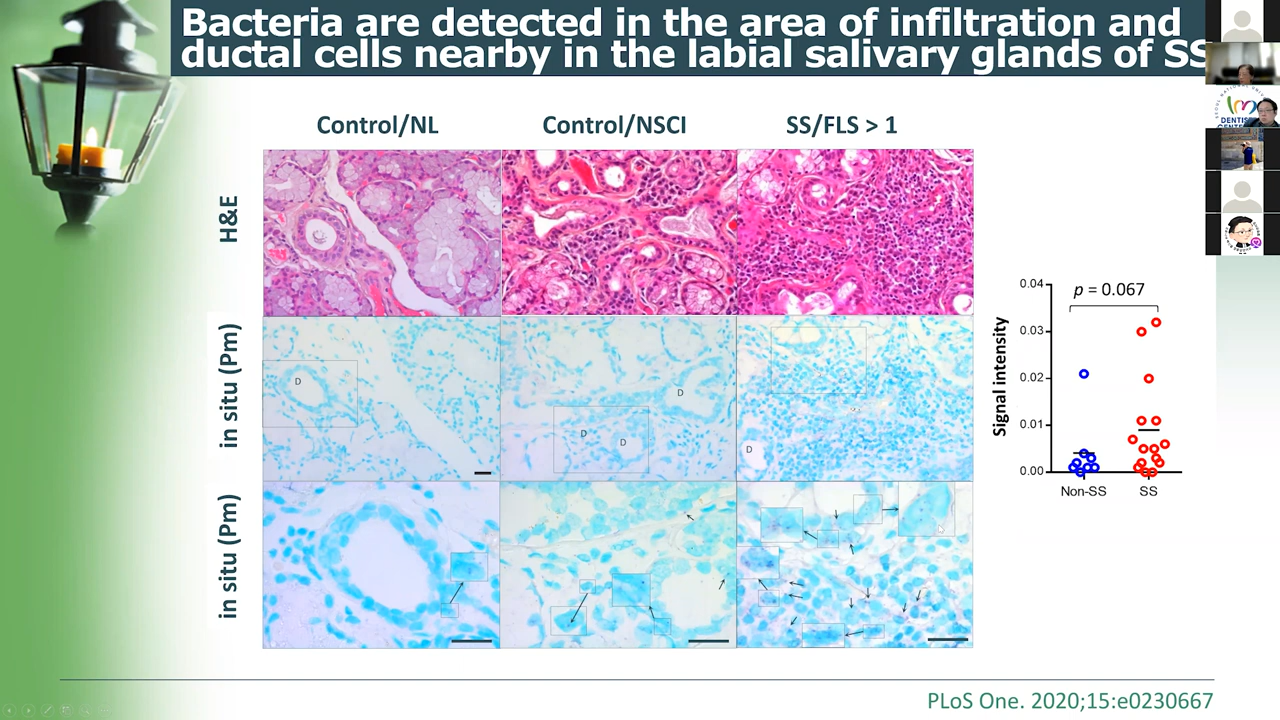 Bacteria are detected in the area of infiltration and
ductal cells nearby in the labial salivary glands of SS
Control/NL
Control/NSCI
SS/FLS > 1
H&E
in situ (Pm)
in situ (Pm)
D
D
D
D
D
p = 0.067
Signal intensity
0.04
0.03
0.02
0.01
0.00
Non-SS
SS
PLoS One. 2020;15:e0230667